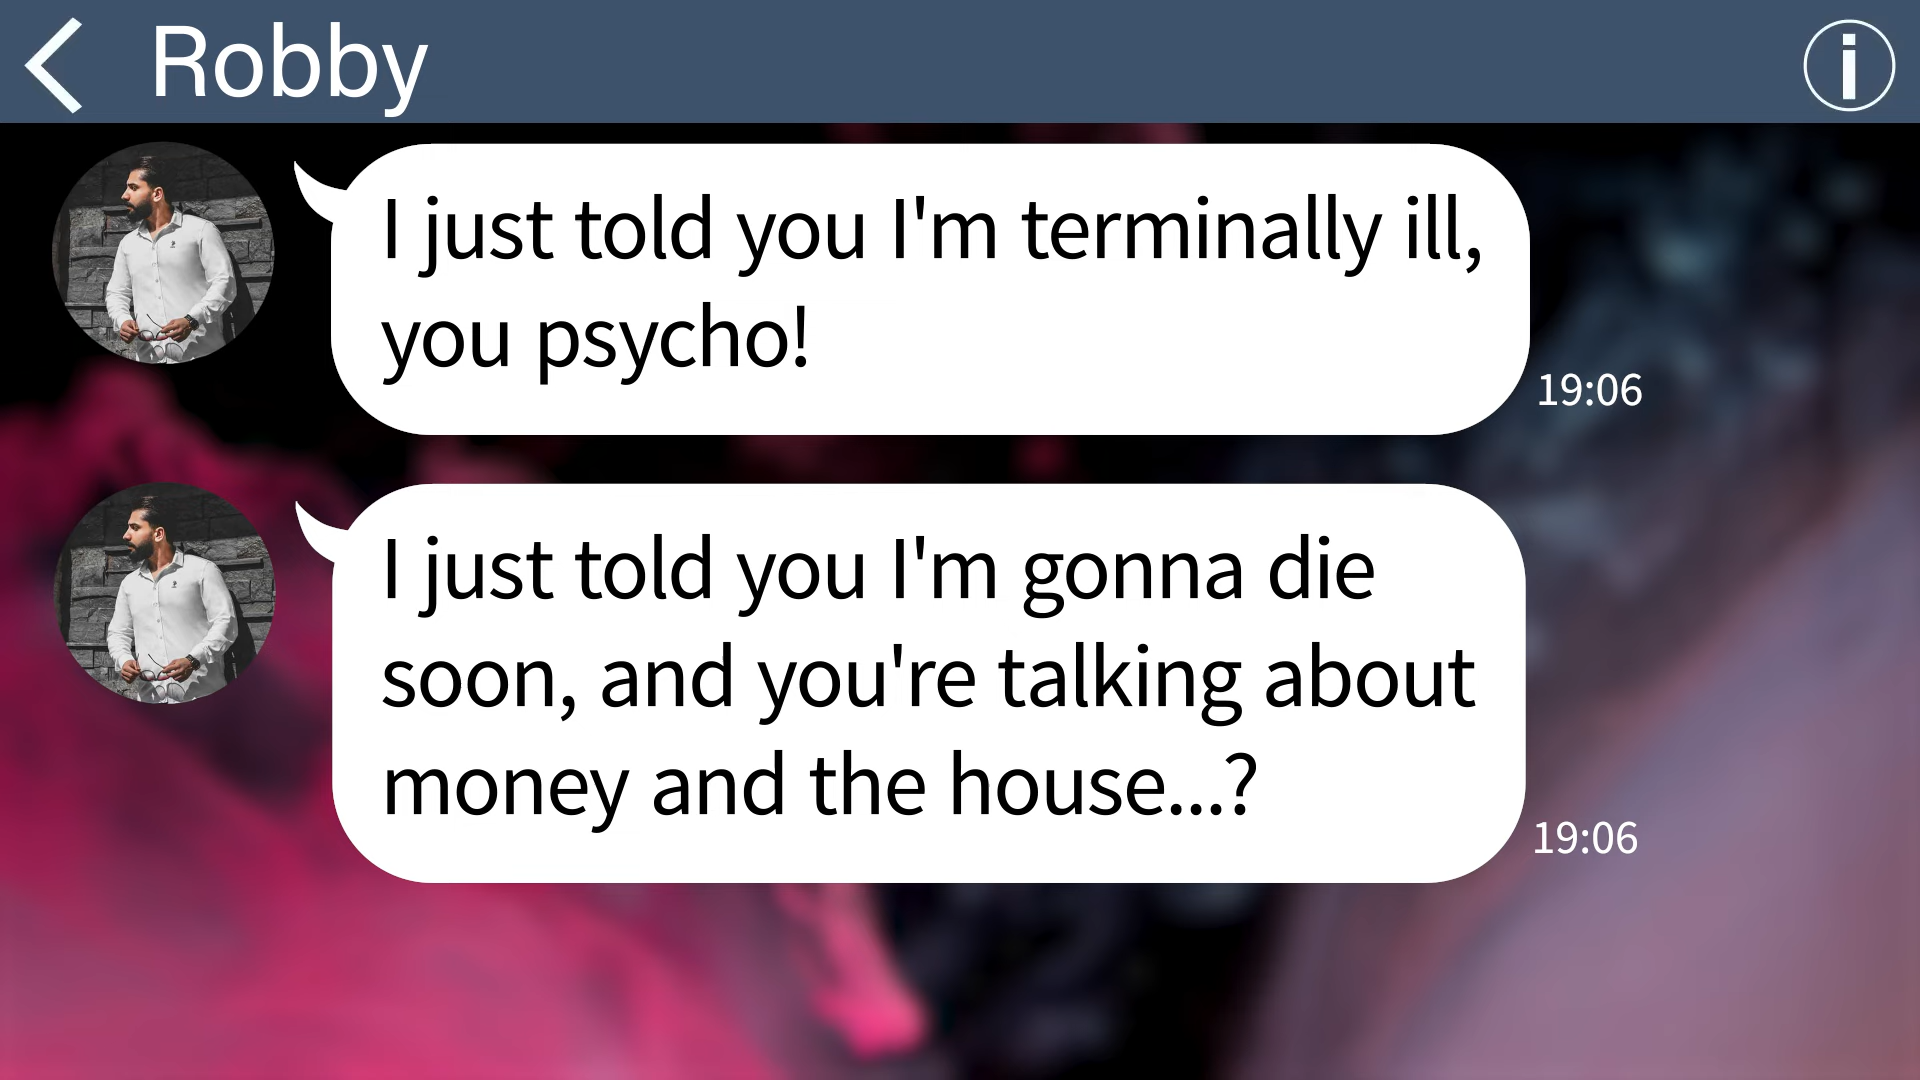 Robby
I just told you I'm terminally ill,
you psycho!
19:06
I just told you I'm gonna die
soon, and you're talking about
money and the house...?
19:06